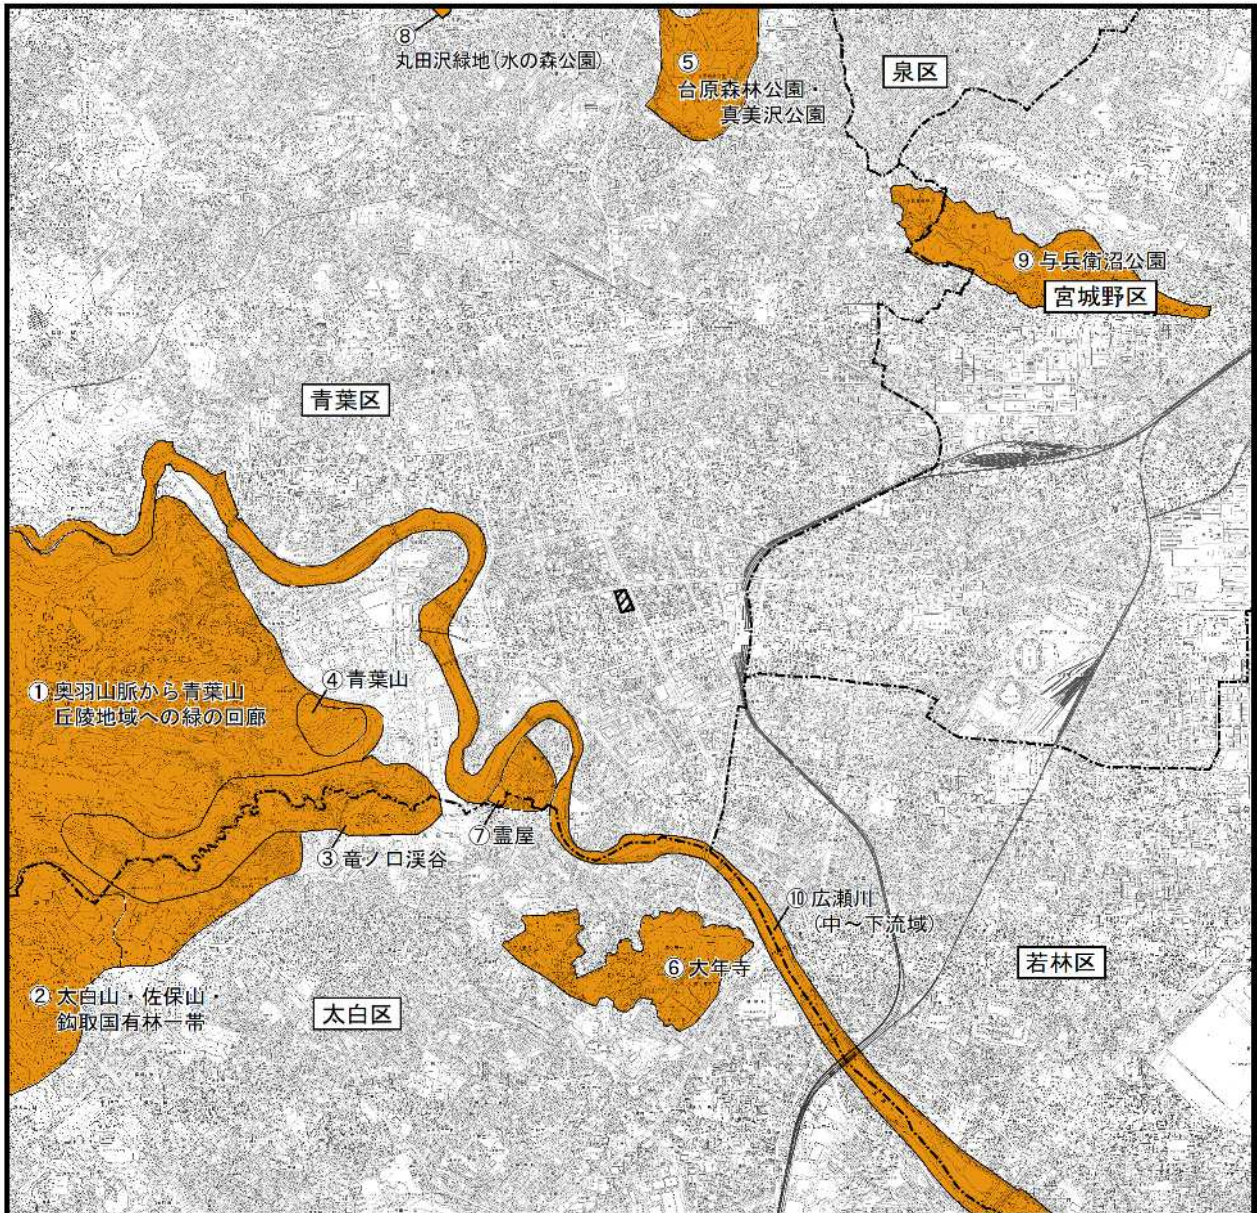 ⑧
丸田沢緑地(水の森公園)
⑤
台原森林公園・
真美沢公園
泉区
⑨ 与兵衛沼公園
宮城野区
青葉区
① 奥羽山脈から青葉山
丘陵地域への緑の回廊
④ 青葉山
⑦ 霊屋
③ 竜ノ口渓谷
⑩ 広瀬川
(中～下流域)
⑥ 大年寺
若林区
② 太白山・佐保山・
鈎取国有林一帯
太白区